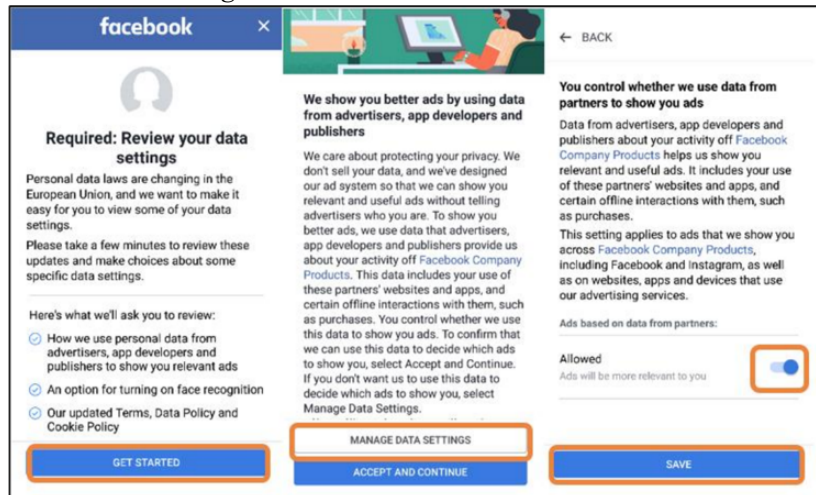 facebook ×
Required: Review your data
settings
Personal data laws are changing in the
European Union, and we want to make it
easy for you to view some of your data
settings.
Please take a few minutes to review these
updates and make choices about some
specific data settings.
Here's what we'll ask you to review:
How we use personal data from
advertisers, app developers and
publishers to show you relevant ads
An option for turning on face recognition
Our updated Terms, Data Policy and
Cookie Policy
GET STARTED
We show you better ads by using data
from advertisers, app developers and
publishers
We care about protecting your privacy. We
don't sell your data, and we've designed
our ad system so that we can show you
relevant and useful ads without telling
advertisers who you are. To show you
better ads, we use data that advertisers,
app developers and publishers provide us
about your activity off Facebook Company
Products. This data includes your use of
these partners' websites and apps, and
certain offline interactions with them, such
as purchases. You control whether we use
this data to show you ads. To confirm that
we can use this data to decide which ads
to show you, select Accept and Continue.
If you don't want us to use this data to
decide which ads to show you, select
Manage Data Settings.
MANAGE DATA SETTINGS
ACCEPT AND CONTINUE
← BACK
You control whether we use data from
partners to show you ads
Data from advertisers, app developers and
publishers about your activity off Facebook
Company Products helps us show you
relevant and useful ads. It includes your use
of these partners' websites and apps, and
certain offline interactions with them, such
as purchases.
This setting applies to ads that we show you
across Facebook Company Products,
including Facebook and Instagram, as well
as on websites, apps and devices that use
our advertising services.
Ads based on data from partners:
Allowed
Ads will be more relevant to you
SAVE